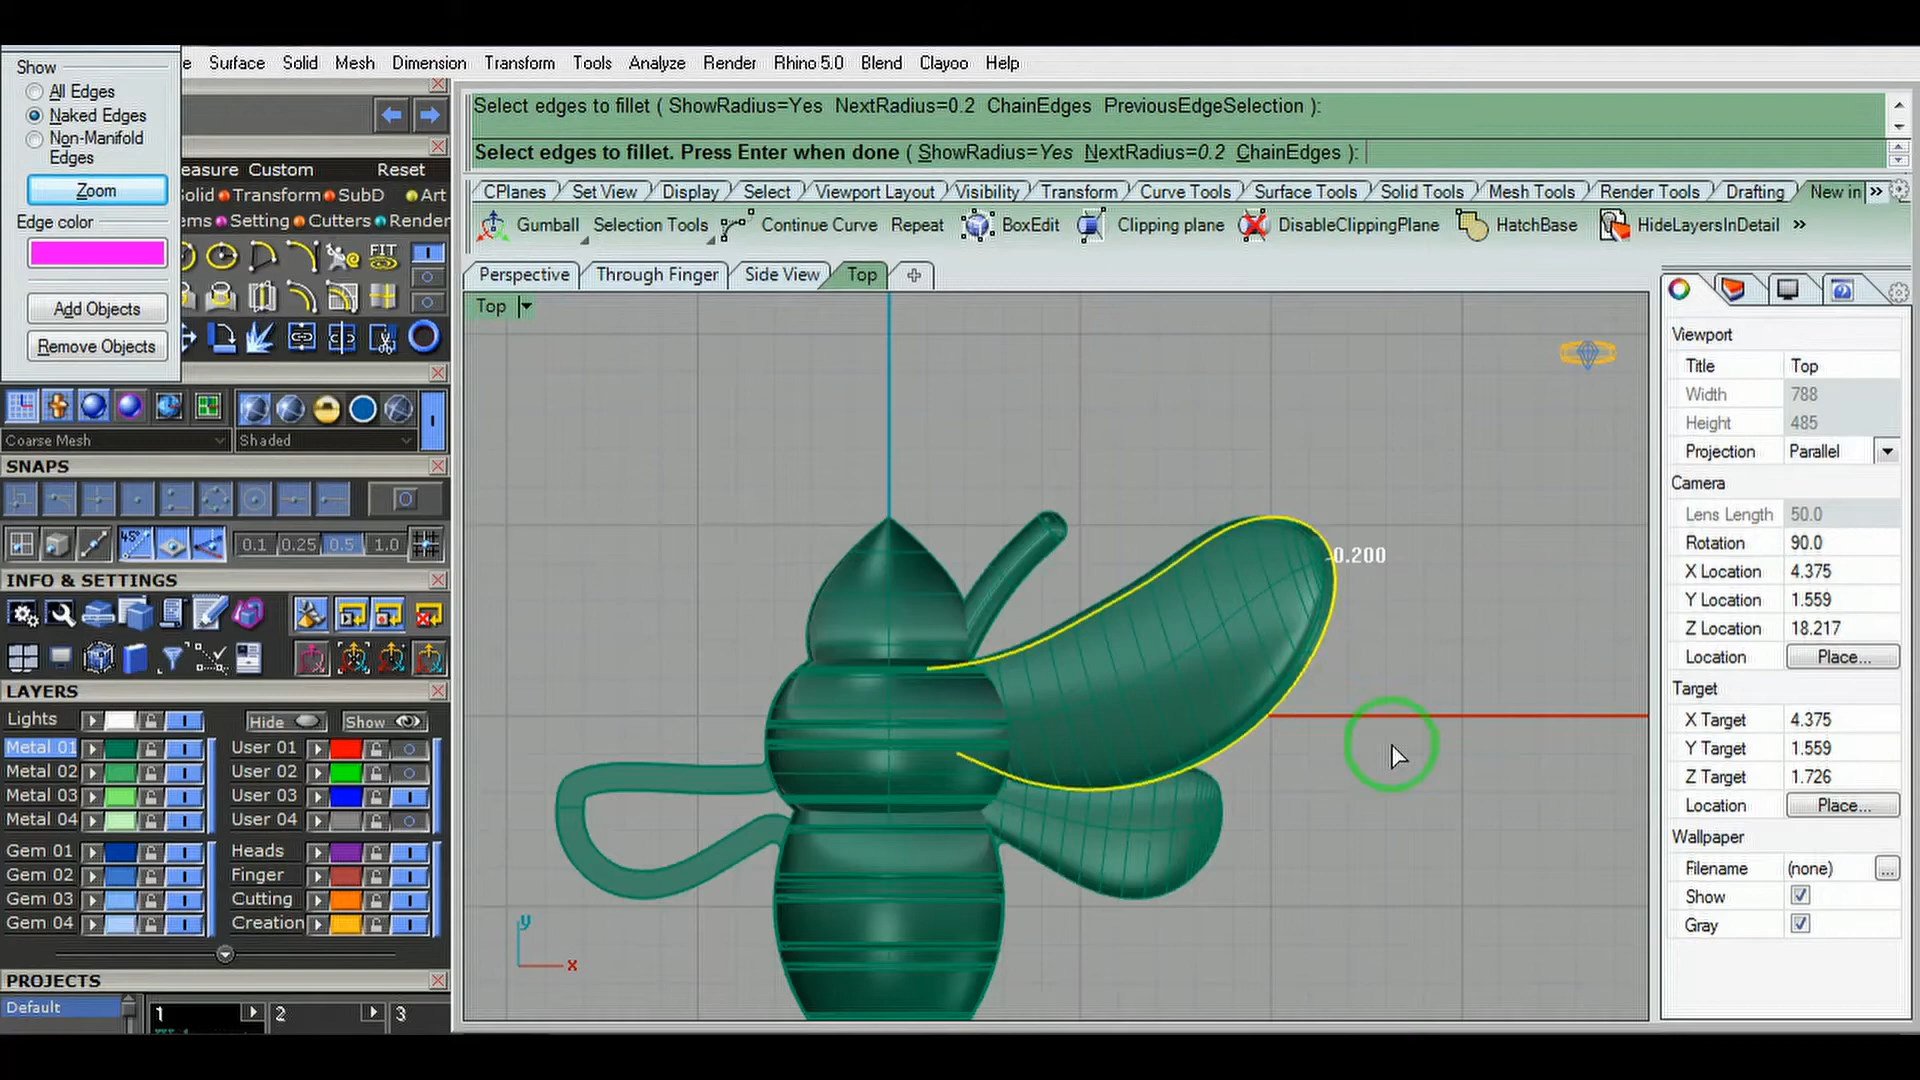 Show
All Edges
Naked Edges
Non-Manifold
Edges
Zoom
Edge color
Add Objects
Remove Objects
e Surface Solid Mesh Dimension Transform Tools Analyze Render Rhino 5.0 Blend Clayoo Help
Select edges to fillet ( ShowRadius=Yes NextRadius=0.2 ChainEdges PreviousEdgeSelection ):
Select edges to fillet. Press Enter when done ( ShowRadius=Yes NextRadius=0.2 ChainEdges ):
easure Custom Reset
olid Transform SubD Art
ems Setting Cutters Render
FIT
CPlanes Set View Display Select Viewport Layout Visibility Transform Curve Tools Surface Tools Solid Tools Mesh Tools Render Tools Drafting New in »
Gumball Selection Tools Continue Curve Repeat BoxEdit Clipping plane DisableClippingPlane HatchBase HideLayersInDetail »
Perspective Through Finger Side View Top
Top
0.200
y
x
Coarse Mesh Shaded
SNAPS
45° 0.1 0.25 0.5 1.0
INFO & SETTINGS
LAYERS
Lights Hide Show
Metal 01 User 01
Metal 02 User 02
Metal 03 User 03
Metal 04 User 04
Gem 01 Heads
Gem 02 Finger
Gem 03 Cutting
Gem 04 Creation
PROJECTS
Default 1 2 3
Viewport
Title Top
Width 788
Height 485
Projection Parallel
Camera
Lens Length 50.0
Rotation 90.0
X Location 4.375
Y Location 1.559
Z Location 18.217
Location Place...
Target
X Target 4.375
Y Target 1.559
Z Target 1.726
Location Place...
Wallpaper
Filename (none) ...
Show
Gray